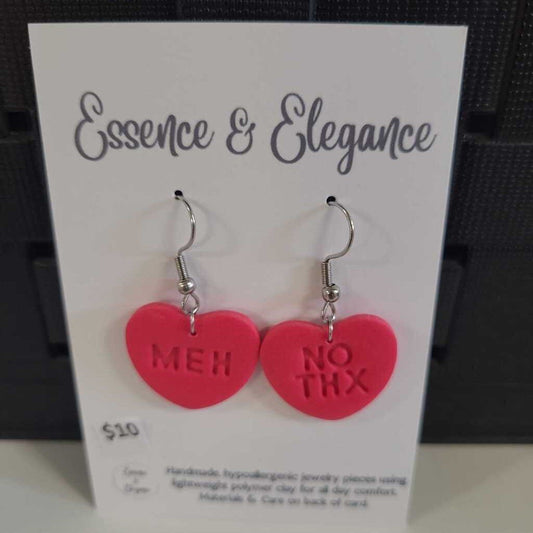 Essence & Elegance
MEH
NO
THX
$10
Handmade, hypoallergenic jewelry pieces using
lightweight polymer clay for all day comfort.
Materials & Care on back of card.